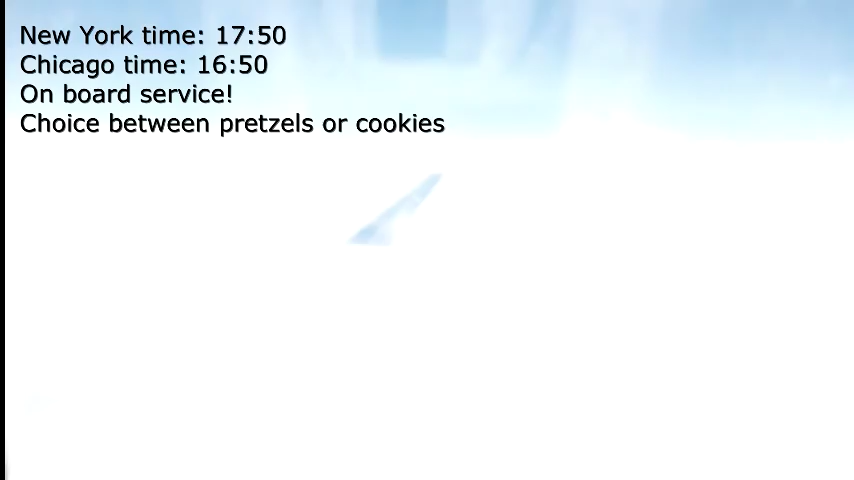 New York time: 17:50
Chicago time: 16:50
On board service!
Choice between pretzels or cookies